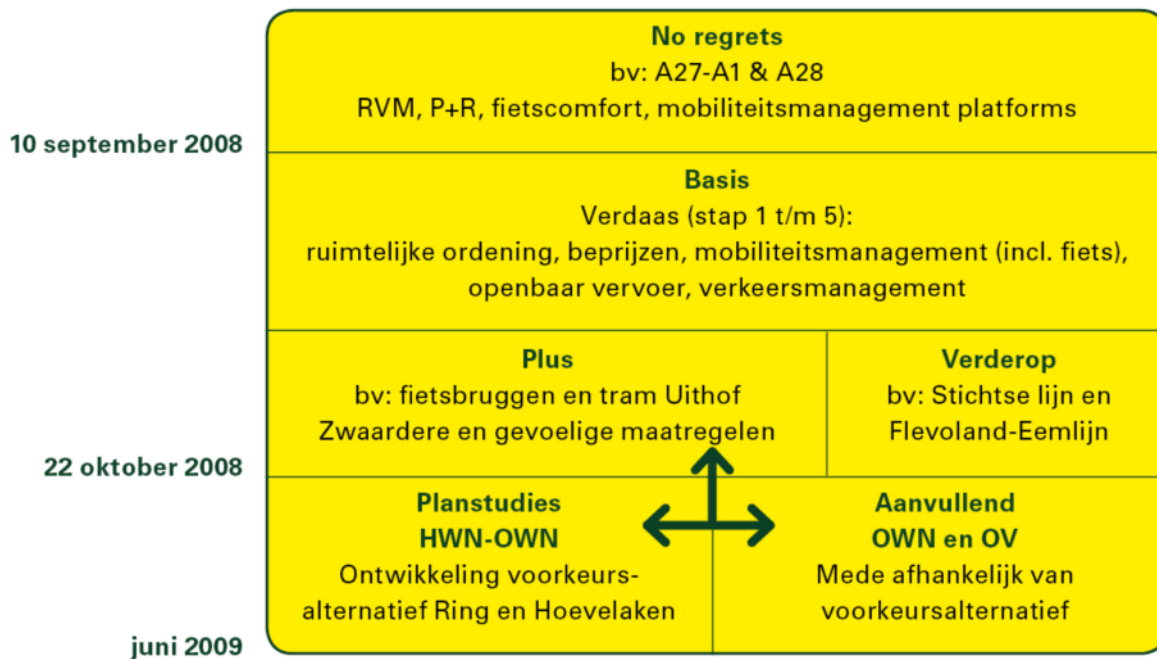 No regrets
bv: A27-A1 & A28
RVM, P+R, fietscomfort, mobiliteitsmanagement platforms
10 september 2008
Basis
Verdaas (stap 1 t/m 5):
ruimtelijke ordening, beprijzen, mobiliteitsmanagement (incl. fiets),
openbaar vervoer, verkeersmanagement
Plus
bv: fietsbruggen en tram Uithof
Zwaardere en gevoelige maatregelen
Verderop
bv: Stichtse lijn en
Flevoland-Eemlijn
22 oktober 2008
Planstudies
HWN-OWN
Ontwikkeling voorkeurs-
alternatief Ring en Hoevelaken
Aanvullend
OWN en OV
Mede afhankelijk van
voorkeursalternatief
juni 2009